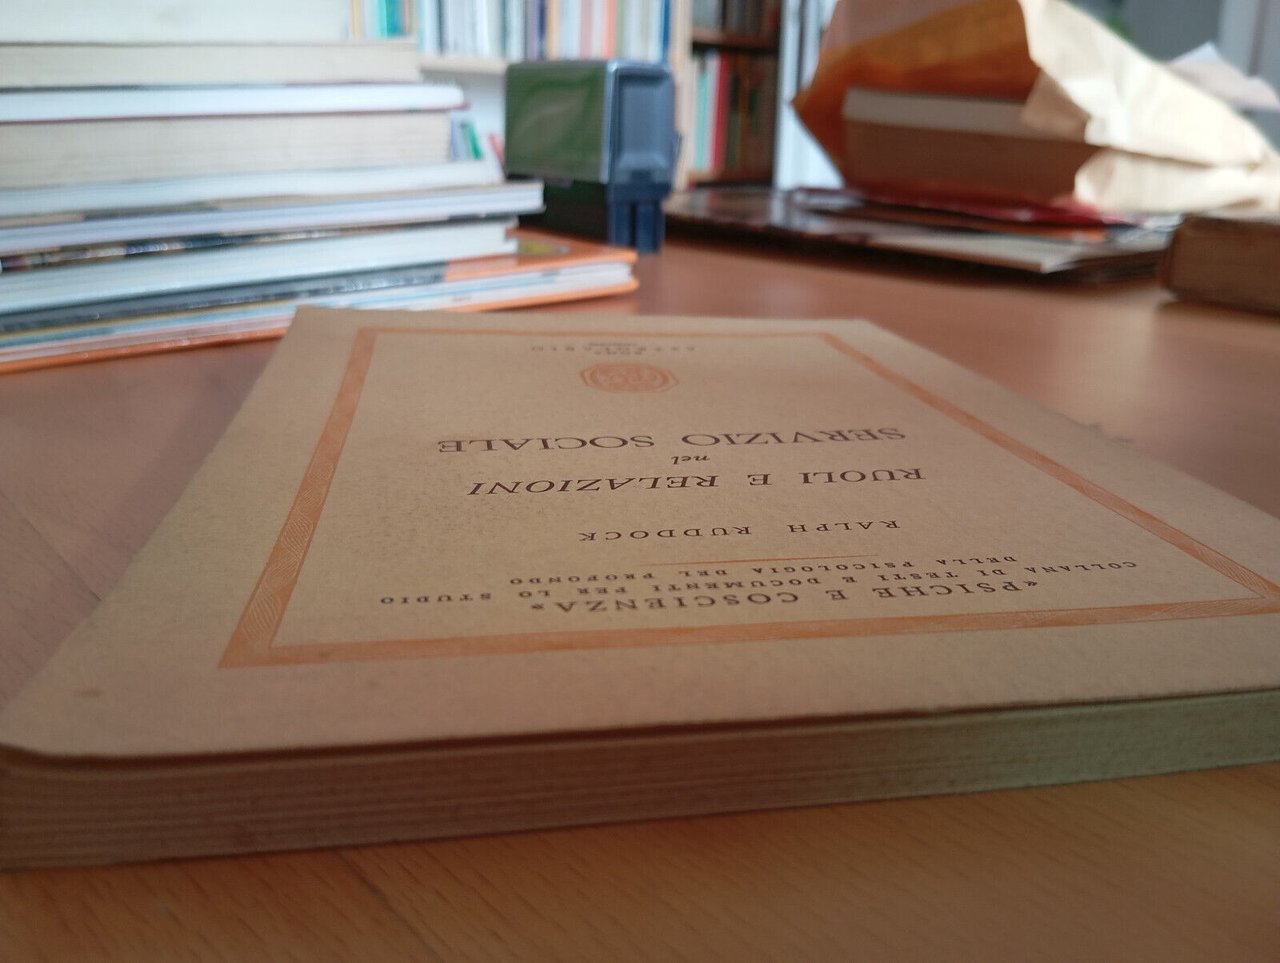 «PSICHE E COSCIENZA»
COLLANA DI TESTI E DOCUMENTI PER LO STUDIO
DELLA PSICOLOGIA DEL PROFONDO
RALPH RUDDOCK
RUOLI E RELAZIONI
nel
SERVIZIO SOCIALE
ROMA